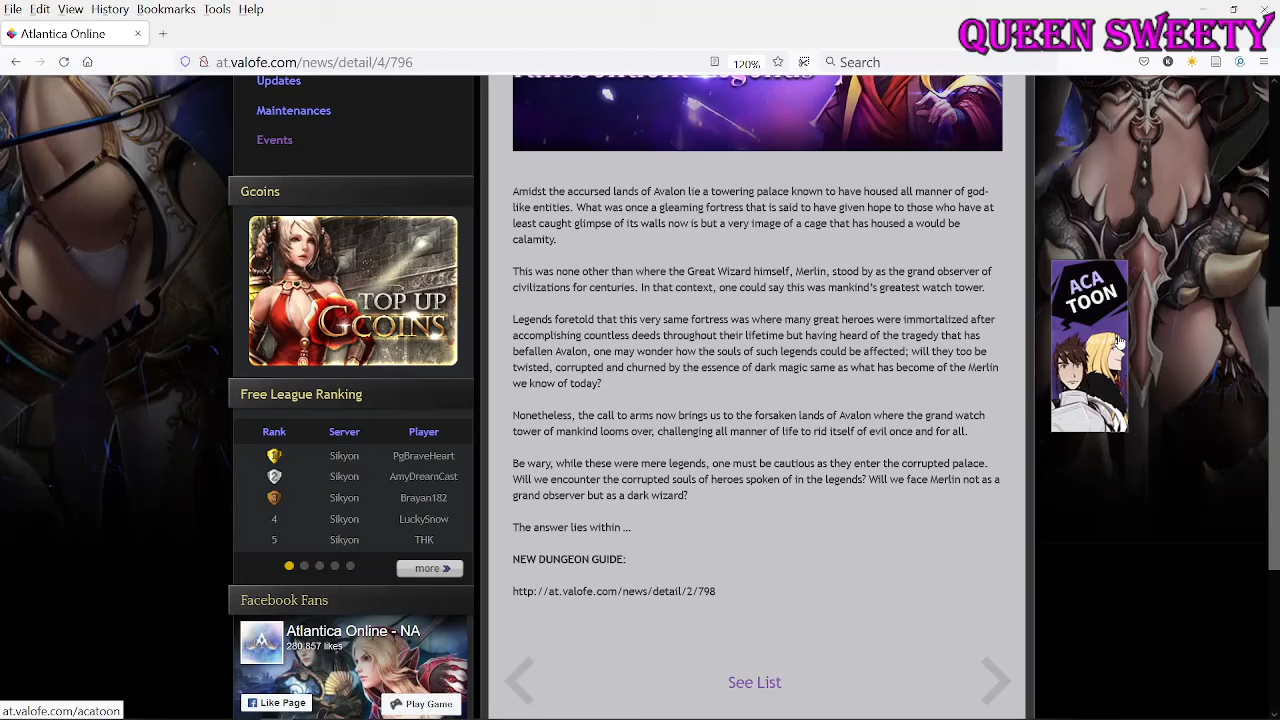 File Edit View History Bookmarks Tools Help
QUEEN SWEETY
Atlantica Online
at.valofe.com/news/detail/4/796
120%
Search
Updates
Maintenances
Events
Gcoins
TOP UP
GCOINS
Free League Ranking
Rank Server Player
1 Sikyon PgBraveHeart
2 Sikyon AmyDreamCast
3 Sikyon Brayan182
4 Sikyon LuckySnow
5 Sikyon THK
more
Facebook Fans
Atlantica Online - NA
280,857 likes
Like Page
Play Game
Transcendent Legends
Amidst the accursed lands of Avalon lie a towering palace known to have housed all manner of god-
like entities. What was once a gleaming fortress that is said to have given hope to those who have at
least caught glimpse of its walls now is but a very image of a cage that has housed a would be
calamity.
This was none other than where the Great Wizard himself, Merlin, stood by as the grand observer of
civilizations for centuries. In that context, one could say this was mankind's greatest watch tower.
Legends foretold that this very same fortress was where many great heroes were immortalized after
accomplishing countless deeds throughout their lifetime but having heard of the tragedy that has
befallen Avalon, one may wonder how the souls of such legends could be affected; will they too be
twisted, corrupted and churned by the essence of dark magic same as what has become of the Merlin
we know of today?
Nonetheless, the call to arms now brings us to the forsaken lands of Avalon where the grand watch
tower of mankind looms over, challenging all manner of life to rid itself of evil once and for all.
Be wary, while these were mere legends, one must be cautious as they enter the corrupted palace.
Will we encounter the corrupted souls of heroes spoken of in the legends? Will we face Merlin not as a
grand observer but as a dark wizard?
The answer lies within ...
NEW DUNGEON GUIDE:
http://at.valofe.com/news/detail/2/798
See List
ACA
TOON
at.valofe.com/acatoon